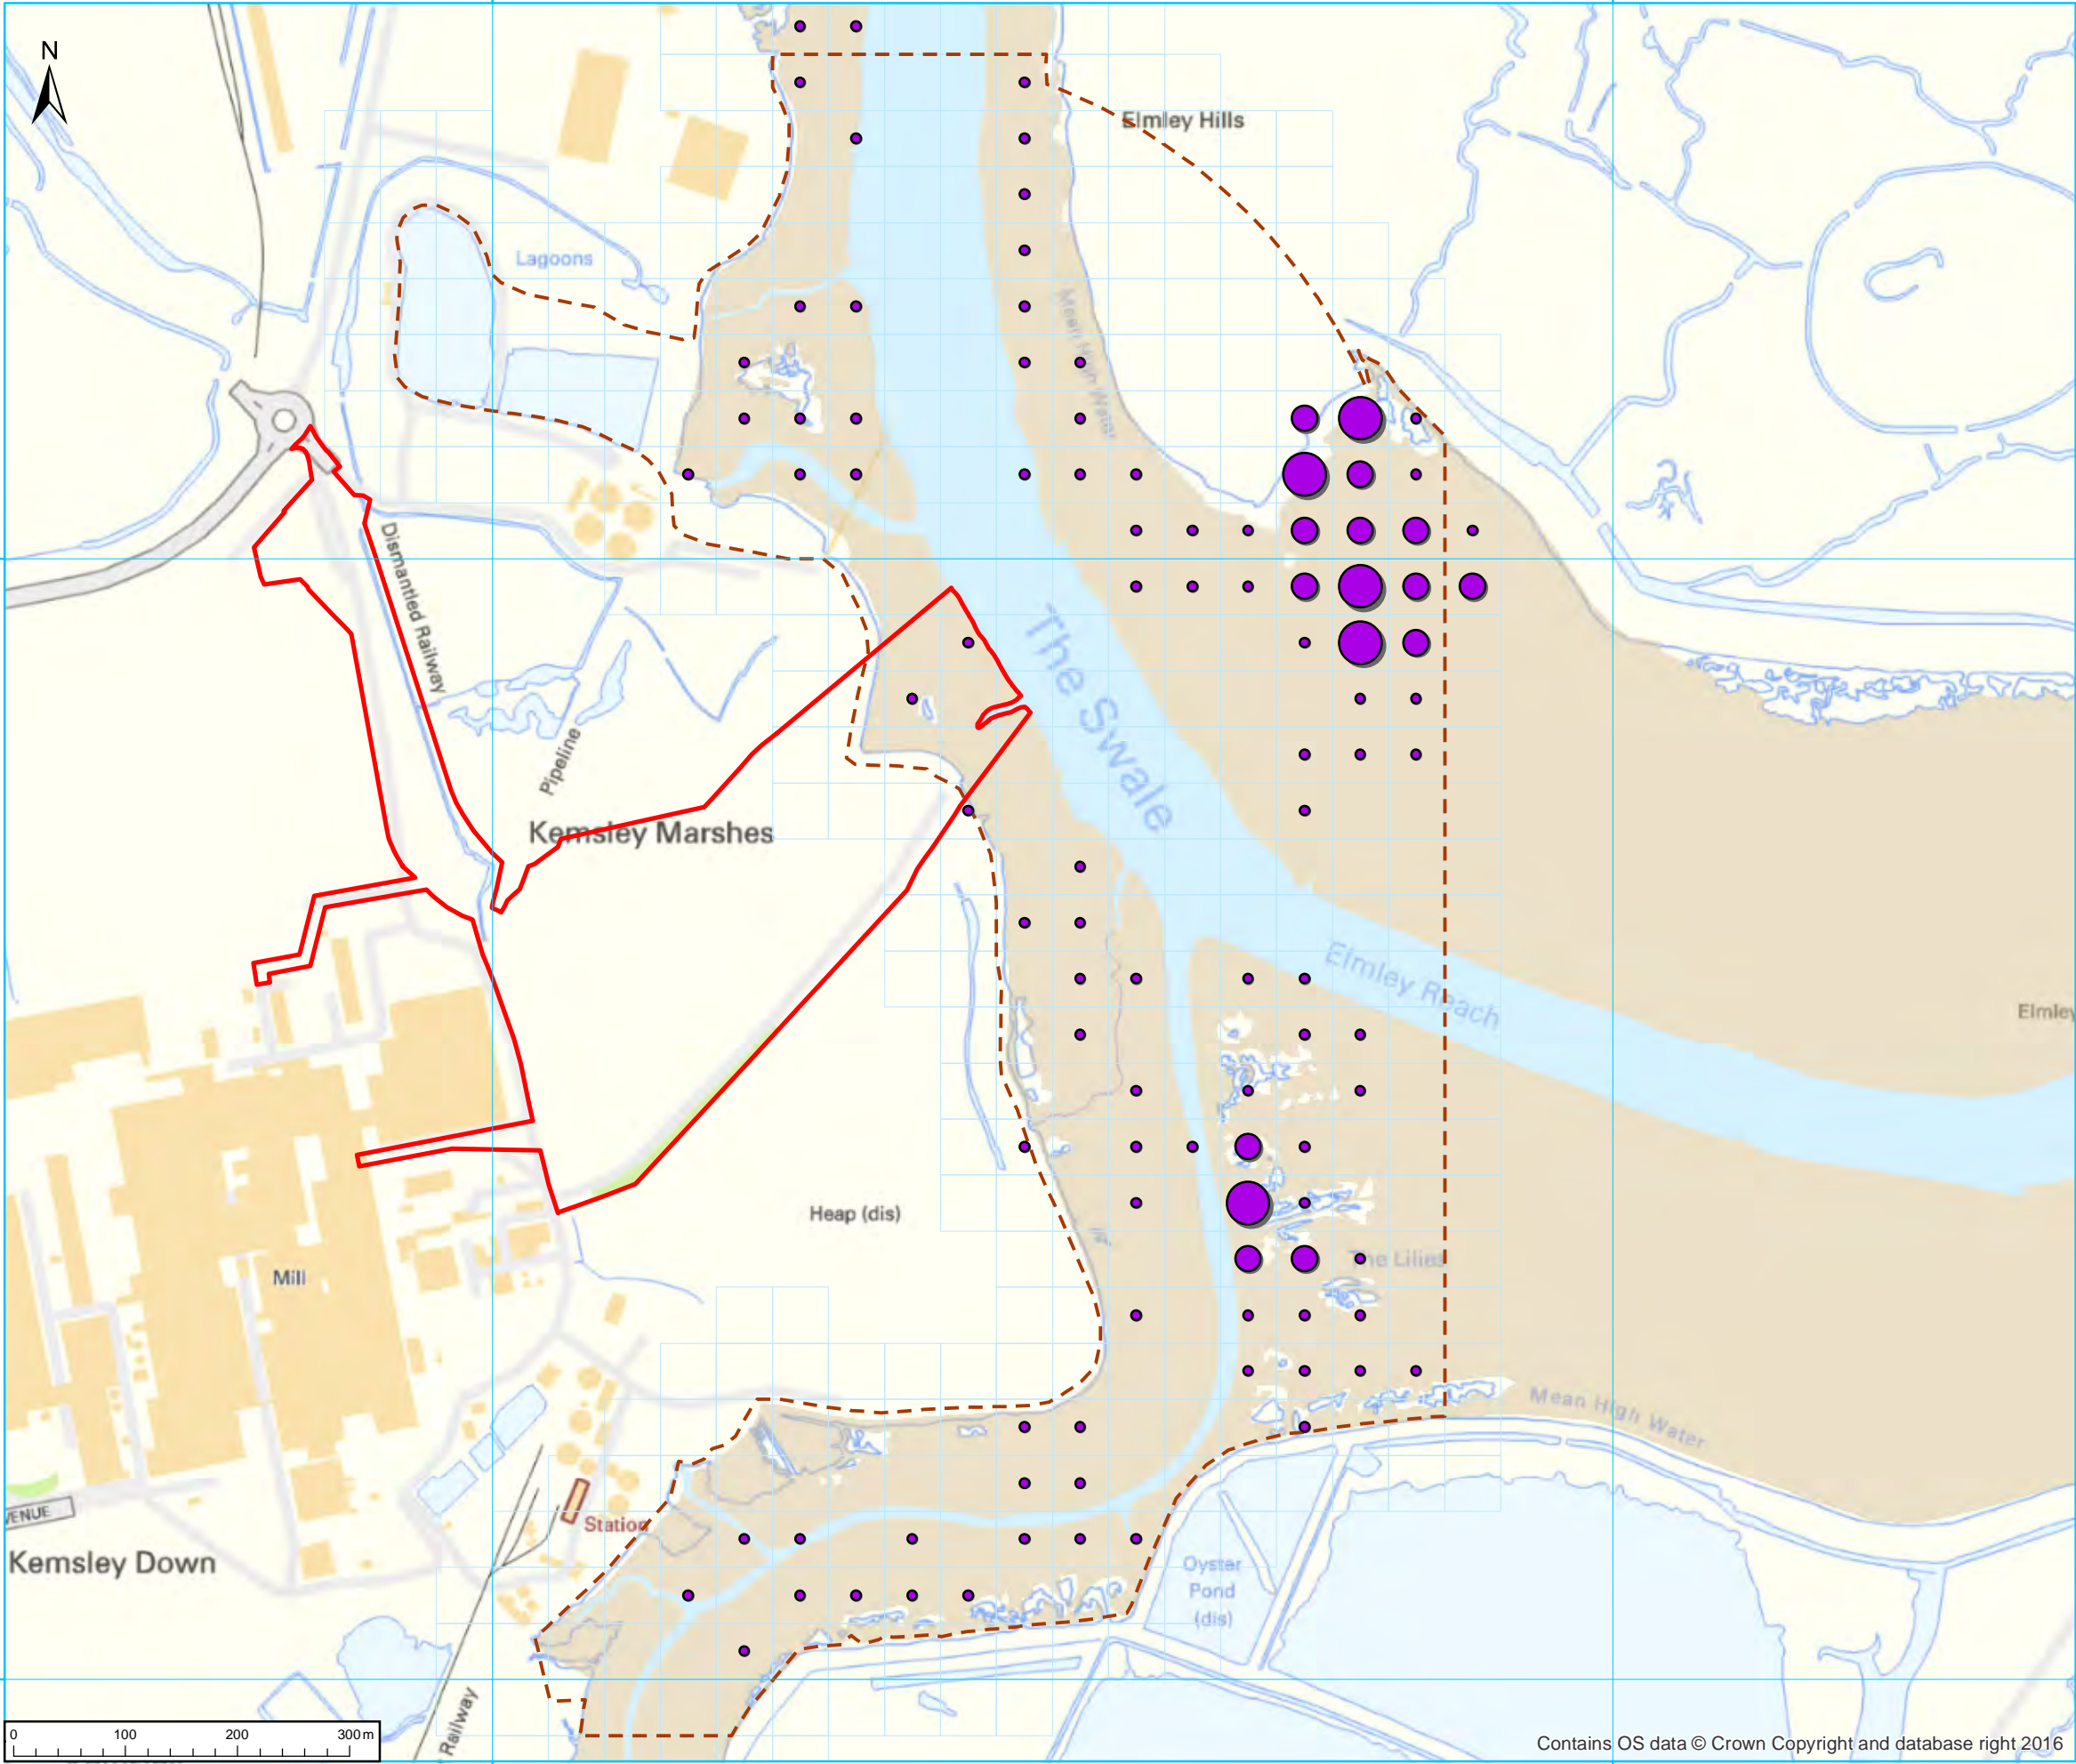 N
Elmley Hills
Lagoons
Mean High Water
Dismantled Railway
The Swale
Pipeline
Kemsley Marshes
Elmley Reach
Elmley
Heap (dis)
The Lilies
Mill
Mean High Water
VENUE
Station
Kemsley Down
Oyster
Pond
(dis)
Railway
0 100 200 300 m
Contains OS data © Crown Copyright and database right 2016